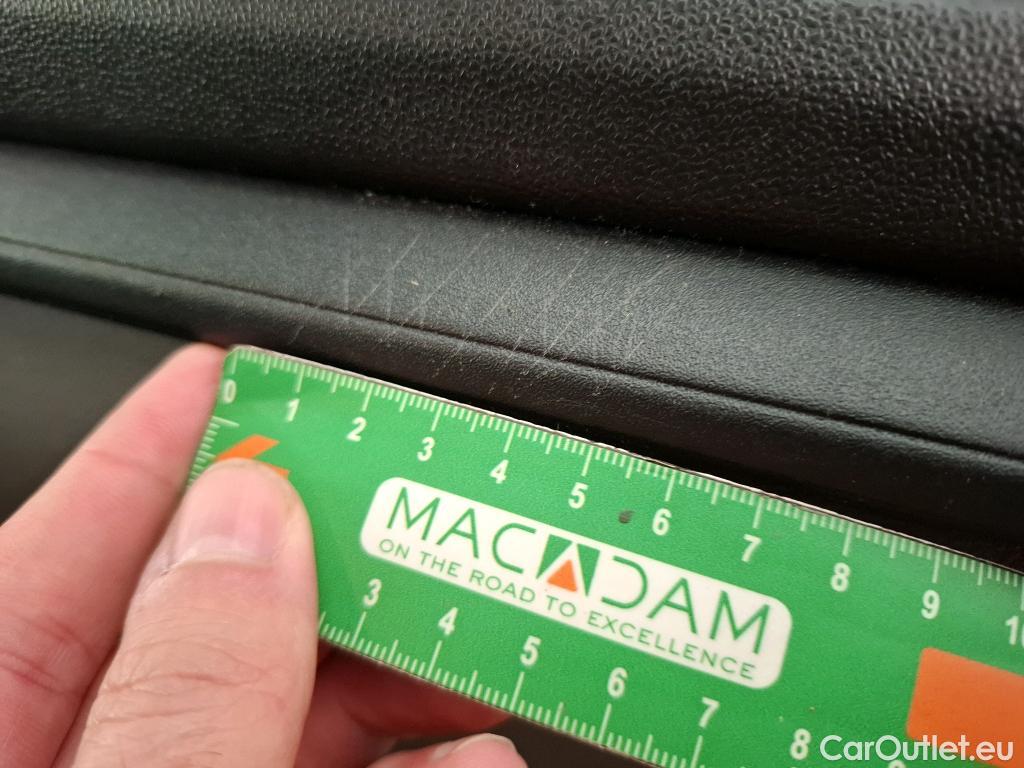 0 1 2 3 4 5 6 7 8 9 10
MACADAM
ON THE ROAD TO EXCELLENCE
3 4 5 6 7 8
CarOutlet.eu